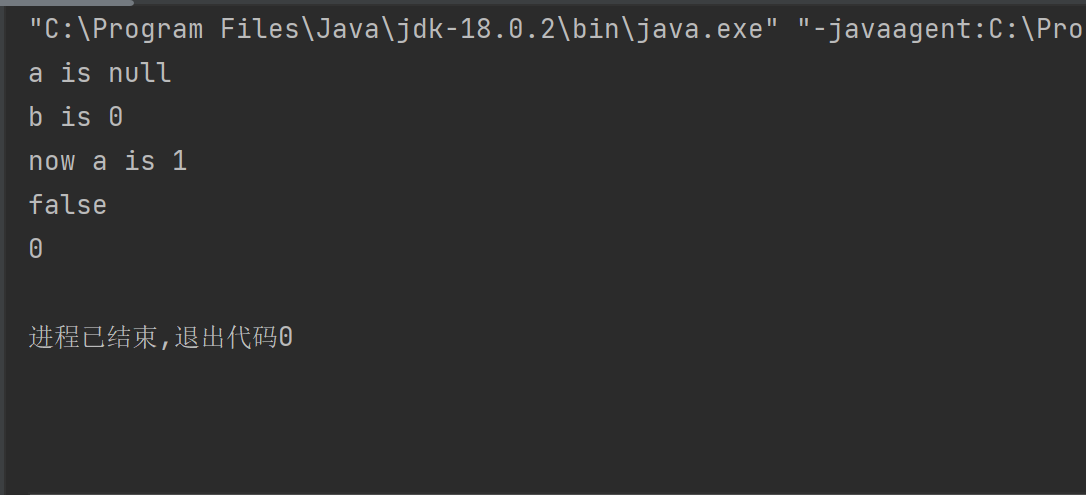 "C:\Program Files\Java\jdk-18.0.2\bin\java.exe" "-javaagent:C:\Pro
a is null
b is 0
now a is 1
false
0
进程已结束,退出代码0